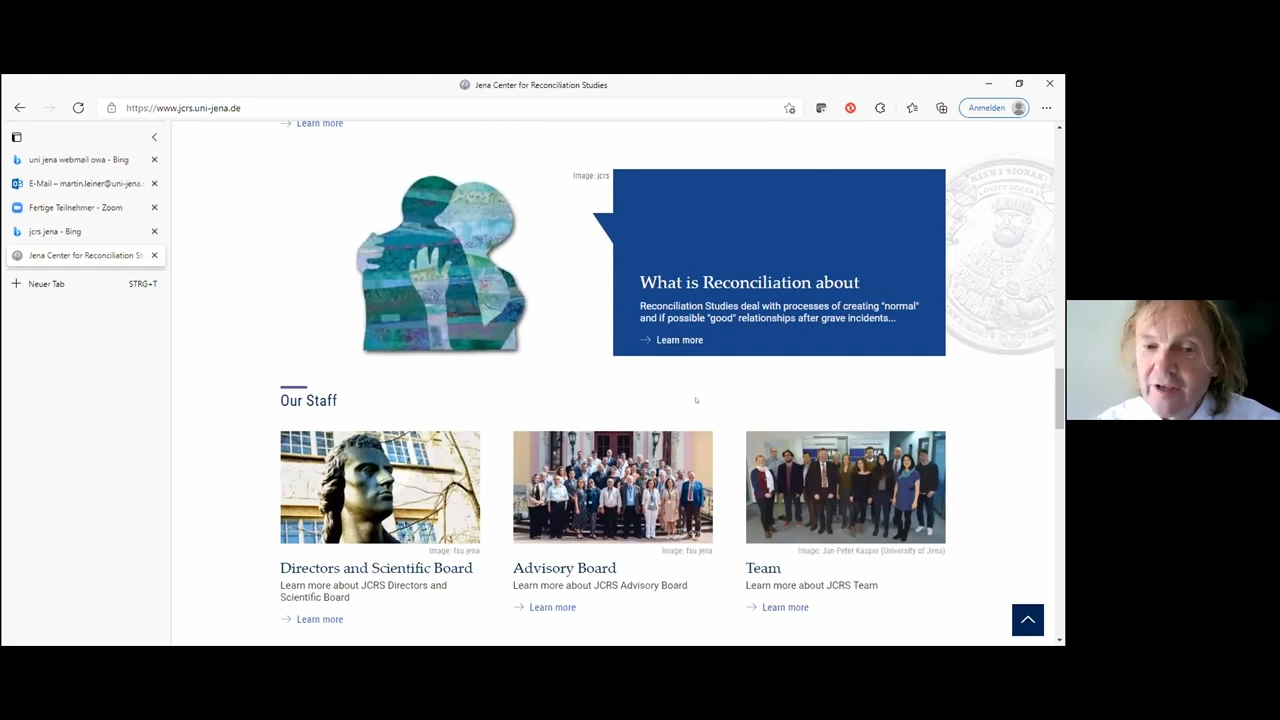 Jena Center for Reconciliation Studies
https://www.jcrs.uni-jena.de
Anmelden
uni jena webmail owa - Bing
E-Mail – martin.leiner@uni-jena.
Fertige Teilnehmer - Zoom
jcrs jena - Bing
Jena Center for Reconciliation St
Neuer Tab
STRG+T
Learn more
Image: jcrs
What is Reconciliation about
Reconciliation Studies deal with processes of creating "normal"
and if possible "good" relationships after grave incidents...
Learn more
Our Staff
Image: fsu jena
Image: fsu jena
Image: Jan-Peter Kasper (University of Jena)
Directors and Scientific Board
Learn more about JCRS Directors and
Scientific Board
Learn more
Advisory Board
Learn more about JCRS Advisory Board
Learn more
Team
Learn more about JCRS Team
Learn more